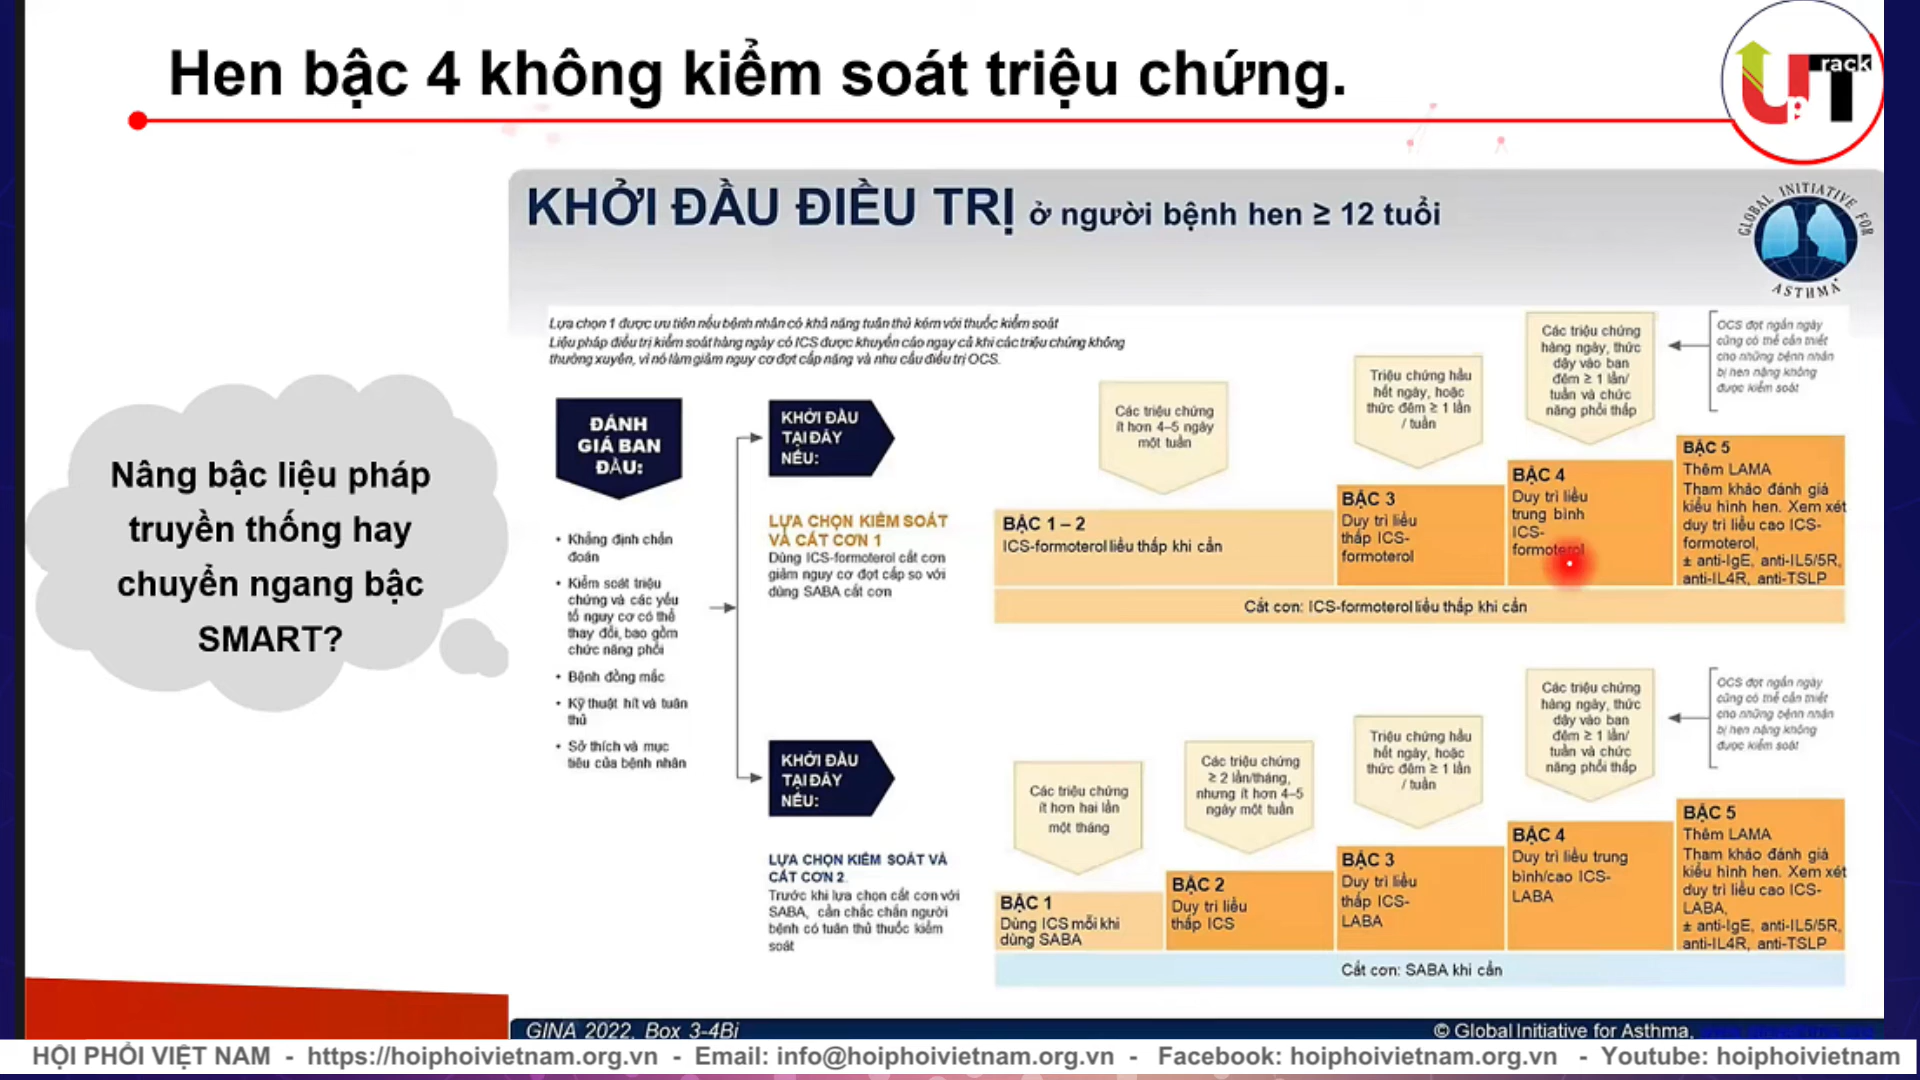 Hen bậc 4 không kiểm soát triệu chứng.
UpTrack
KHỞI ĐẦU ĐIỀU TRỊ ở người bệnh hen ≥ 12 tuổi
GLOBAL INITIATIVE FOR
ASTHMA
Lựa chọn 1 được ưu tiên nếu bệnh nhân có khả năng tuân thủ kém với thuốc kiểm soát
Liệu pháp điều trị kiểm soát hàng ngày có ICS được khuyến cáo ngay cả khi các triệu chứng không
thường xuyên, vì nó làm giảm nguy cơ đợt cấp nặng và nhu cầu điều trị OCS.
Nâng bậc liệu pháp
truyền thống hay
chuyển ngang bậc
SMART?
ĐÁNH
GIÁ BAN
ĐẦU:
• Khẳng định chẩn
đoán
• Kiểm soát triệu
chứng và các yếu
tố nguy cơ có thể
thay đổi, bao gồm
chức năng phổi
• Bệnh đồng mắc
• Kỹ thuật hít và tuân
thủ
• Sở thích và mục
tiêu của bệnh nhân
KHỞI ĐẦU
TẠI ĐÂY
NẾU:
LỰA CHỌN KIỂM SOÁT
VÀ CẮT CƠN 1
Dùng ICS-formoterol cắt cơn
giảm nguy cơ đợt cấp so với
dùng SABA cắt cơn
Các triệu chứng
ít hơn 4–5 ngày
một tuần
Triệu chứng hầu
hết ngày, hoặc
thức đêm ≥ 1 lần
/ tuần
Các triệu chứng
hàng ngày, thức
dậy vào ban
đêm ≥ 1 lần/
tuần và chức
năng phổi thấp
OCS đợt ngắn ngày
cũng có thể cần thiết
cho những bệnh nhân
bị hen nặng không
được kiểm soát
BẬC 1 – 2
ICS-formoterol liều thấp khi cần
BẬC 3
Duy trì liều
thấp ICS-
formoterol
BẬC 4
Duy trì liều
trung bình
ICS-
formoterol
BẬC 5
Thêm LAMA
Tham khảo đánh giá
kiểu hình hen. Xem xét
duy trì liều cao ICS-
formoterol,
± anti-IgE, anti-IL5/5R,
anti-IL4R, anti-TSLP
Cắt cơn: ICS-formoterol liều thấp khi cần
KHỞI ĐẦU
TẠI ĐÂY
NẾU:
LỰA CHỌN KIỂM SOÁT VÀ
CẮT CƠN 2
Trước khi lựa chọn cắt cơn với
SABA, cần chắc chắn người
bệnh có tuân thủ thuốc kiểm
soát
Các triệu chứng
ít hơn hai lần
một tháng
Các triệu chứng
≥ 2 lần/tháng,
nhưng ít hơn 4–5
ngày một tuần
Triệu chứng hầu
hết ngày, hoặc
thức đêm ≥ 1 lần
/ tuần
Các triệu chứng
hàng ngày, thức
dậy vào ban
đêm ≥ 1 lần/
tuần và chức
năng phổi thấp
OCS đợt ngắn ngày
cũng có thể cần thiết
cho những bệnh nhân
bị hen nặng không
được kiểm soát
BẬC 1
Dùng ICS mỗi khi
dùng SABA
BẬC 2
Duy trì liều
thấp ICS
BẬC 3
Duy trì liều
thấp ICS-
LABA
BẬC 4
Duy trì liều trung
bình/cao ICS-
LABA
BẬC 5
Thêm LAMA
Tham khảo đánh giá
kiểu hình hen. Xem xét
duy trì liều cao ICS-
LABA,
± anti-IgE, anti-IL5/5R,
anti-IL4R, anti-TSLP
Cắt cơn: SABA khi cần
GINA 2022, Box 3-4Bi
© Global Initiative for Asthma,
HỘI PHỔI VIỆT NAM - https://hoiphoivietnam.org.vn - Email: info@hoiphoivietnam.org.vn - Facebook: hoiphoivietnam.org.vn - Youtube: hoiphoivietnam